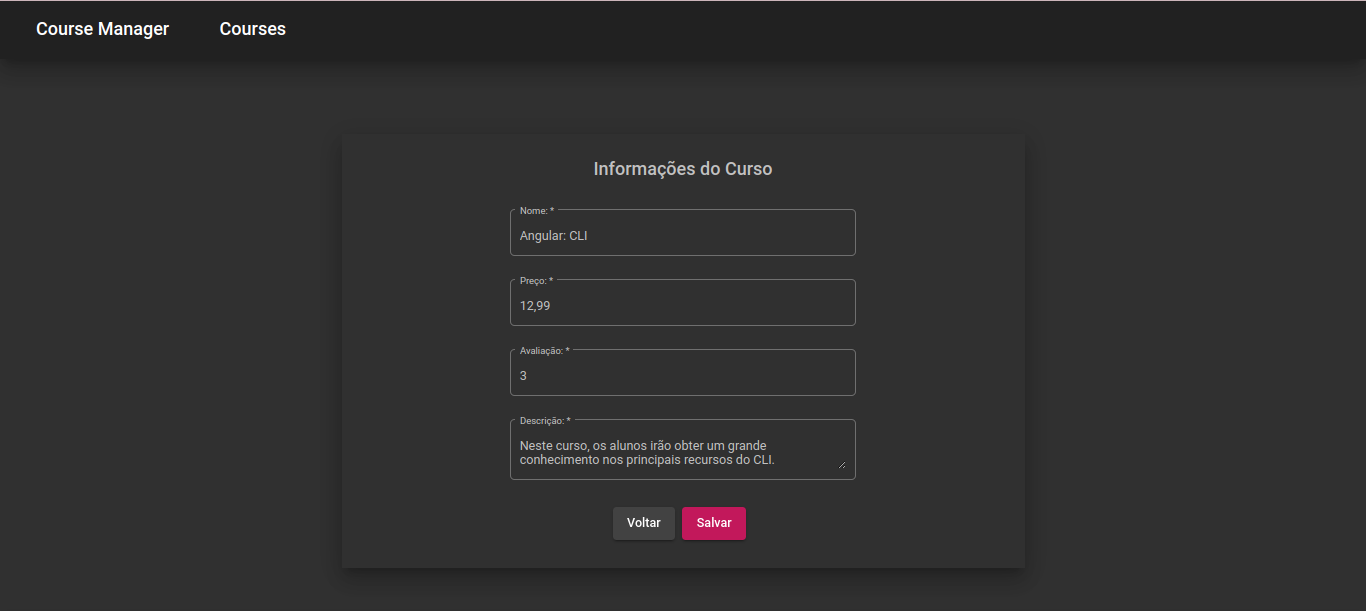 Course Manager Courses
Informações do Curso
Nome: *
Angular: CLI
Preço: *
12,99
Avaliação: *
3
Descrição: *
Neste curso, os alunos irão obter um grande
conhecimento nos principais recursos do CLI.
Voltar Salvar